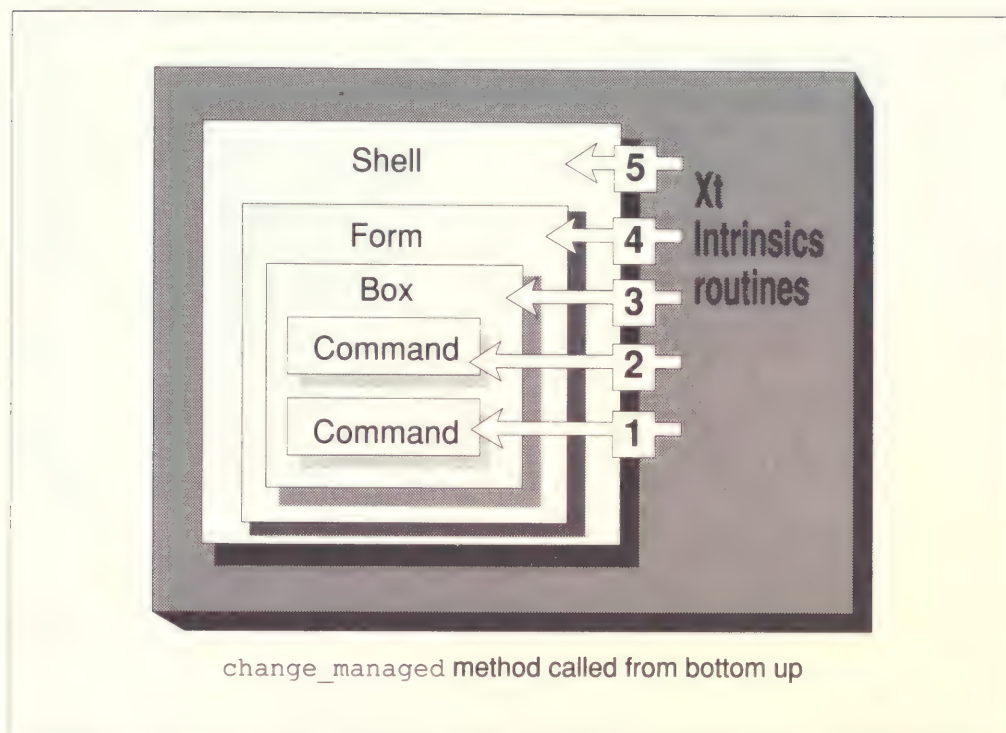 Shell
5
Xt
Intrinsics
routines
Form
4
Box
3
Command
2
Command
1
change_managed method called from bottom up